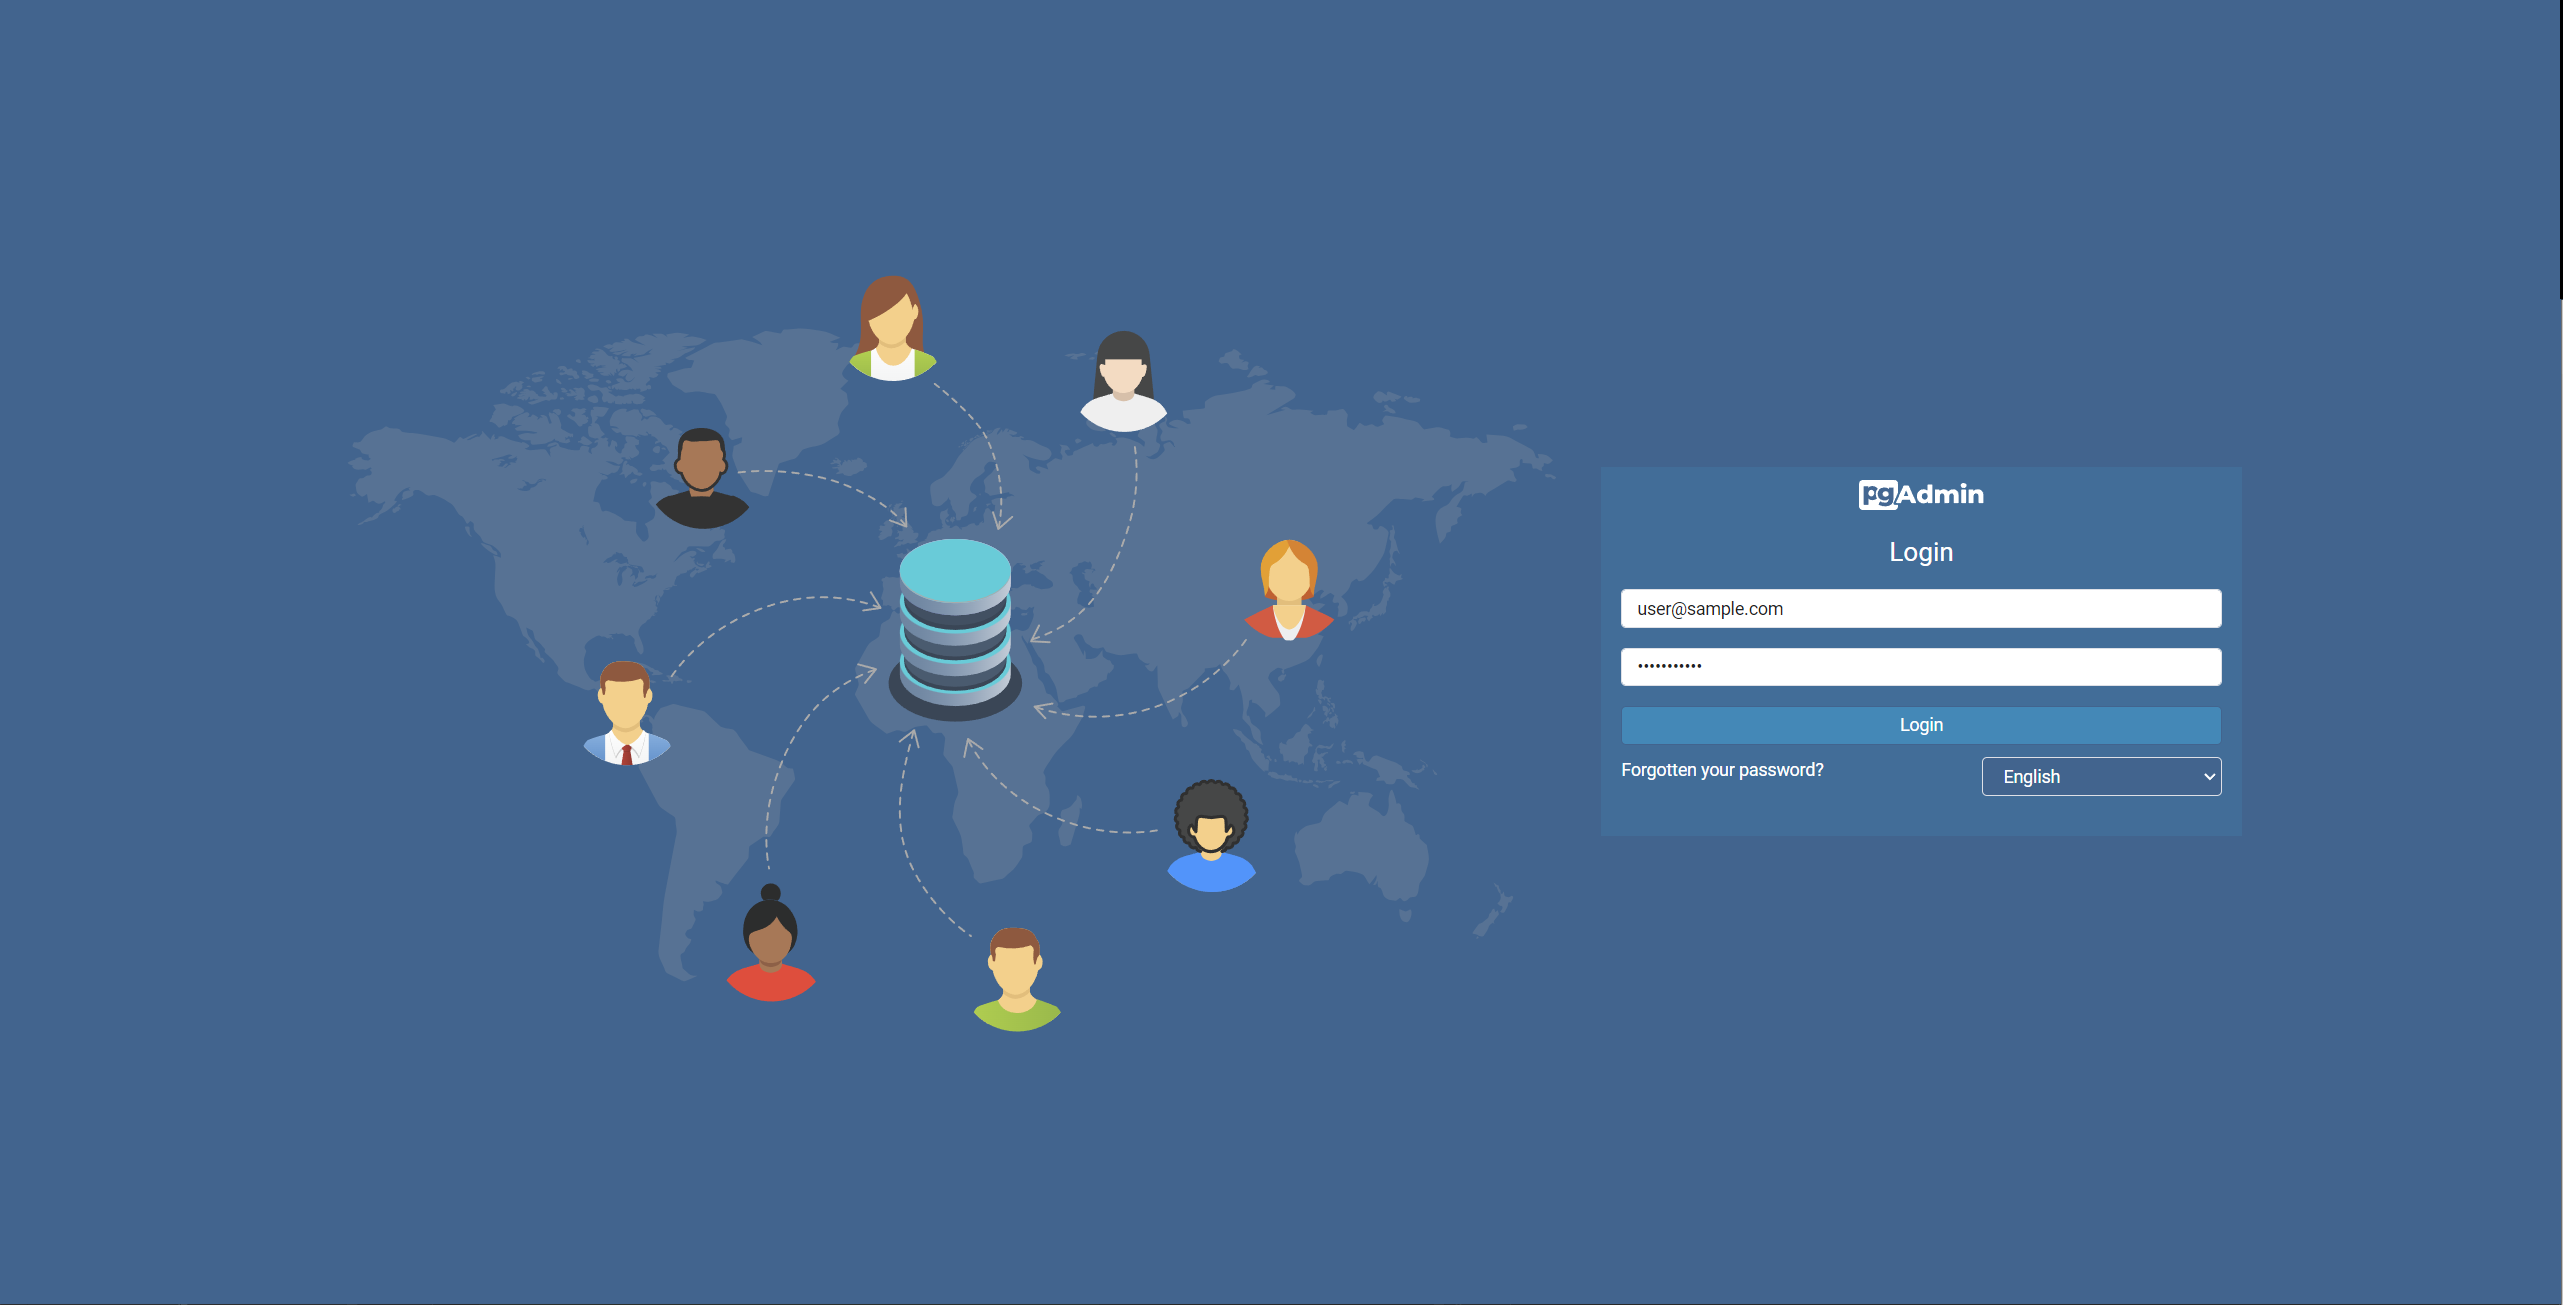 pgAdmin
Login
user@sample.com
•••••••••••
Login
Forgotten your password?
English